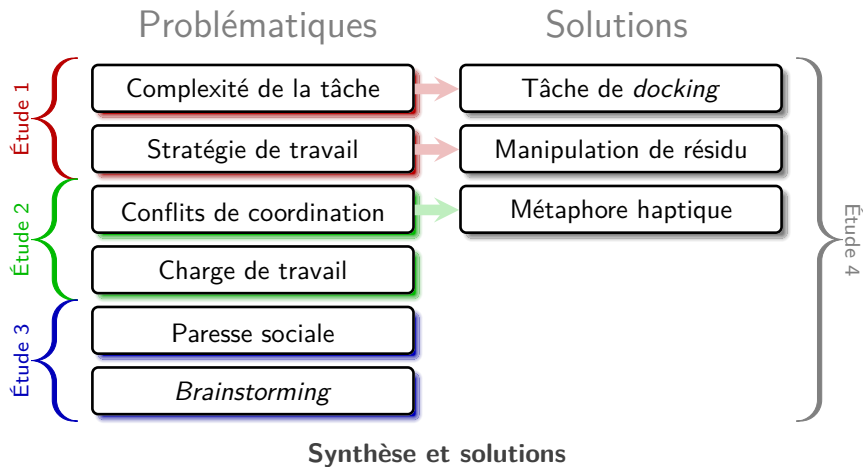 Problématiques
Solutions
Étude 1
Complexité de la tâche
Tâche de docking
Stratégie de travail
Manipulation de résidu
Étude 2
Conflits de coordination
Métaphore haptique
Charge de travail
Étude 3
Paresse sociale
Brainstorming
Étude 4
Synthèse et solutions